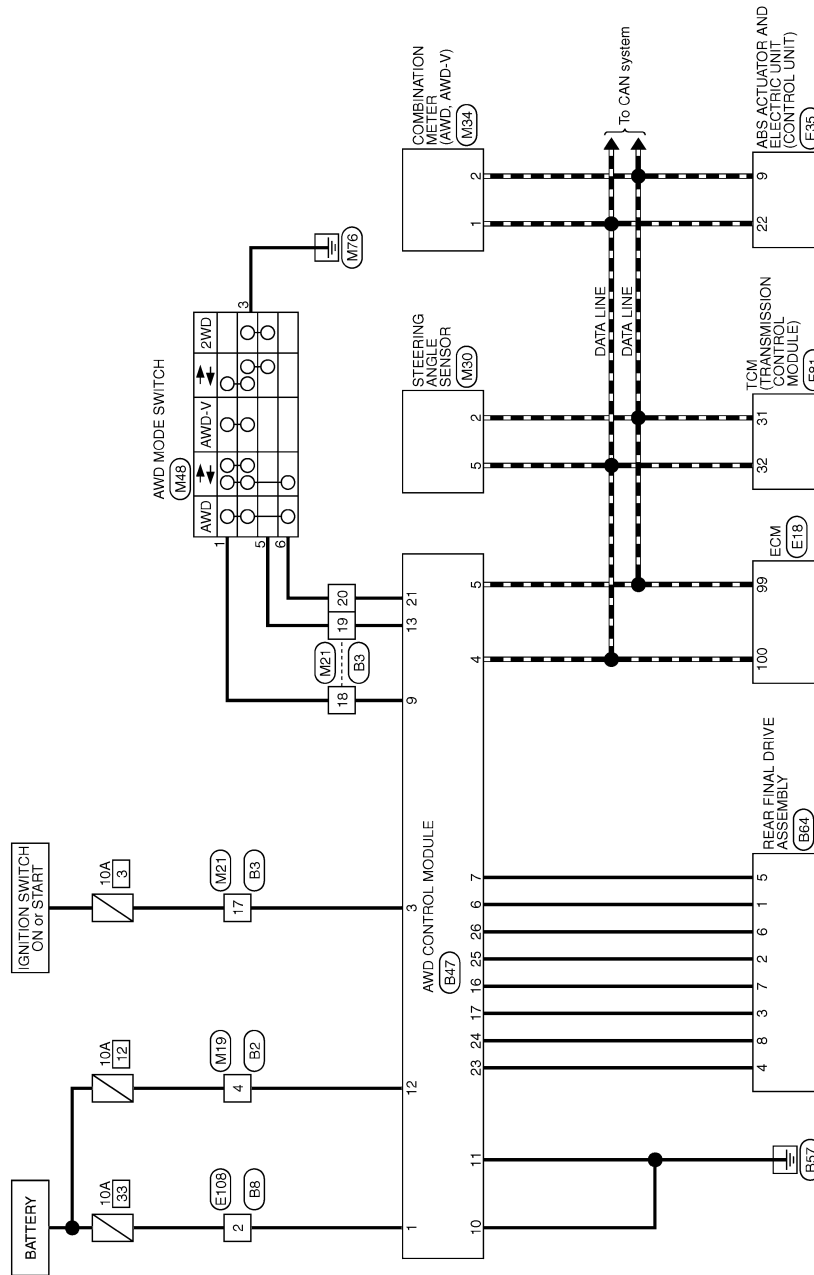 BATTERY
IGNITION SWITCH
ON or START
10A
33
10A
12
10A
3
AWD MODE SWITCH
M48
AWD
AWD-V
2WD
1
5
6
3
M76
E108
2
B8
M19
4
B2
M21
17
B3
M21
18
19
20
B3
1
12
3
9
13
21
AWD CONTROL MODULE
B47
10
11
23
24
17
16
25
26
6
7
4
5
STEERING
ANGLE
SENSOR
M30
5
2
COMBINATION
METER
(AWD, AWD-V)
M34
1
2
DATA LINE
DATA LINE
To CAN system
B57
4
8
3
7
2
6
1
5
REAR FINAL DRIVE
ASSEMBLY
B64
100
99
ECM
E18
32
31
TCM
(TRANSMISSION
CONTROL
MODULE)
22
9
ABS ACTUATOR AND
ELECTRIC UNIT
(CONTROL UNIT)